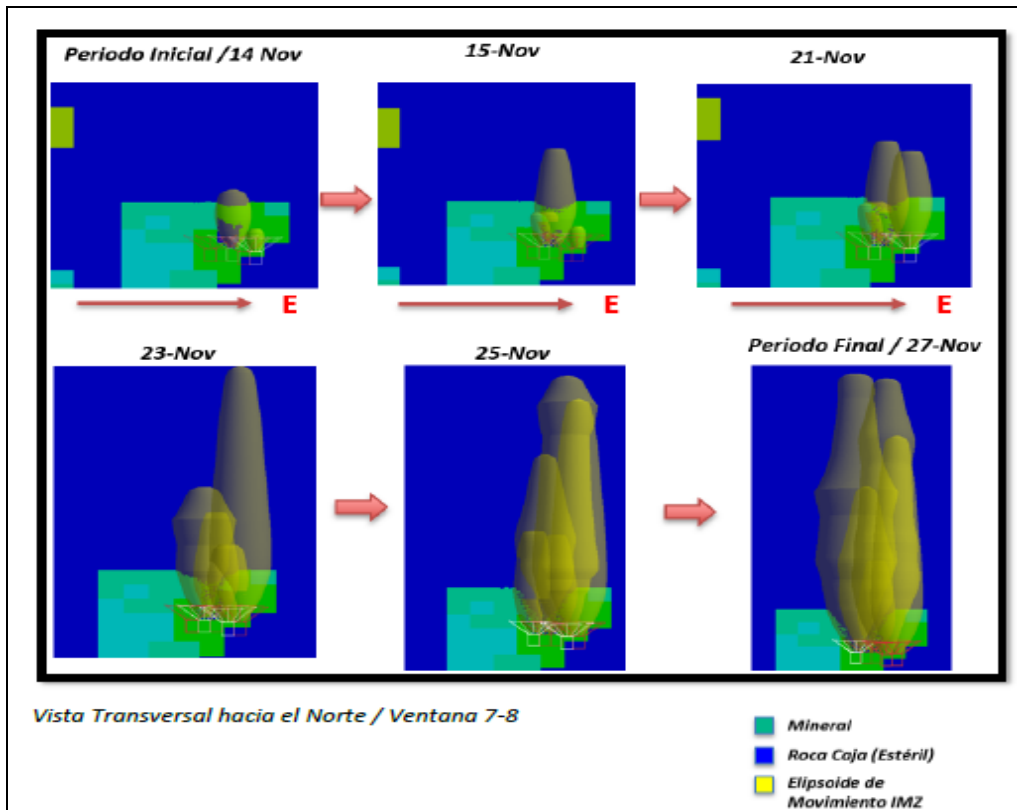 Periodo Inicial /14 Nov
15-Nov
21-Nov
E
E
E
23-Nov
25-Nov
Periodo Final / 27-Nov
Vista Transversal hacia el Norte / Ventana 7-8
Mineral
Roca Caja (Estéril)
Elipsoide de
Movimiento IMZ